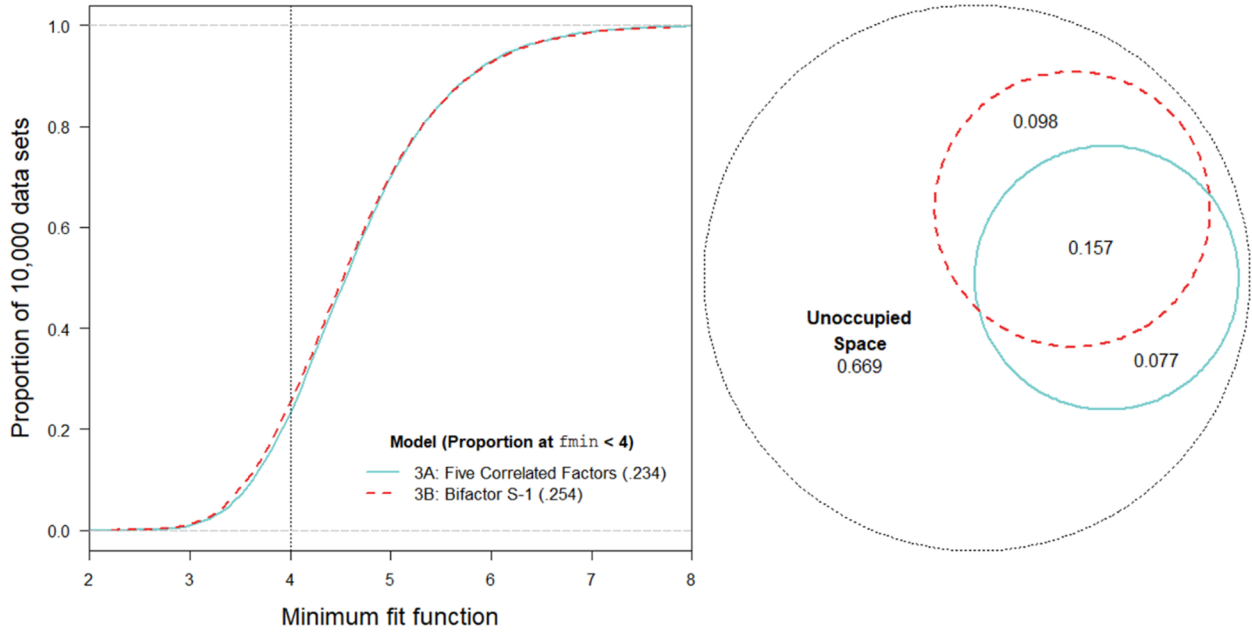 Proportion of 10,000 data sets
1.0
0.8
0.6
0.4
0.2
0.0
Model (Proportion at fmin < 4)
3A: Five Correlated Factors (.234)
3B: Bifactor S-1 (.254)
2 3 4 5 6 7 8
Minimum fit function
0.098
0.157
Unoccupied
Space
0.669
0.077